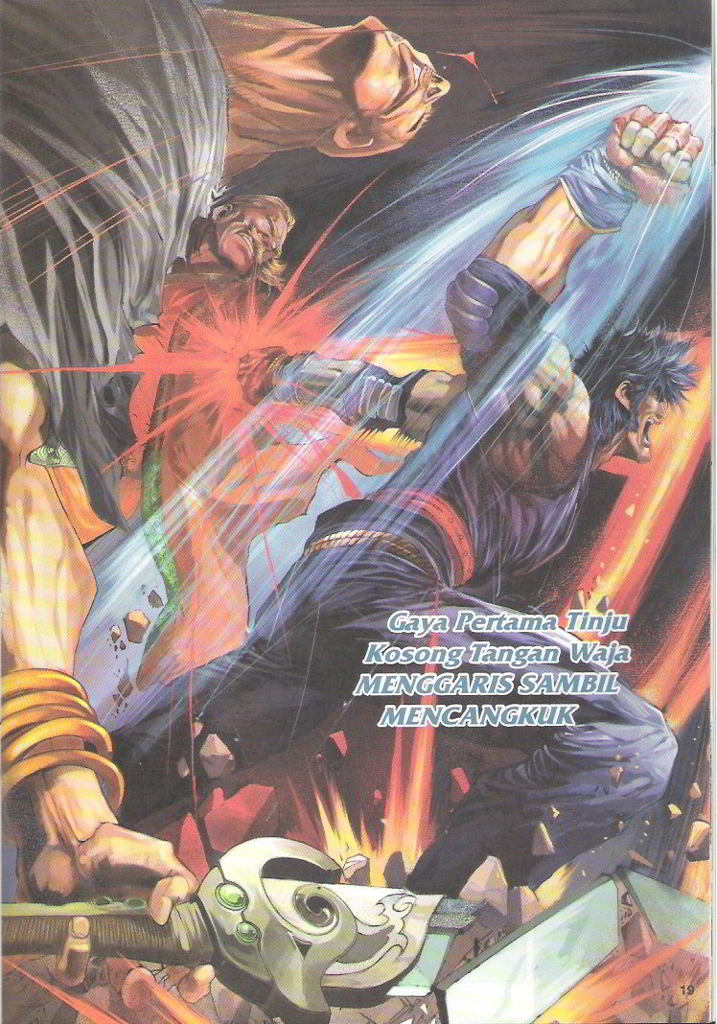 Gaya Pertama Tinju
Kosong Tangan Waja
MENGGARIS SAMBIL
MENCANGKUK
19